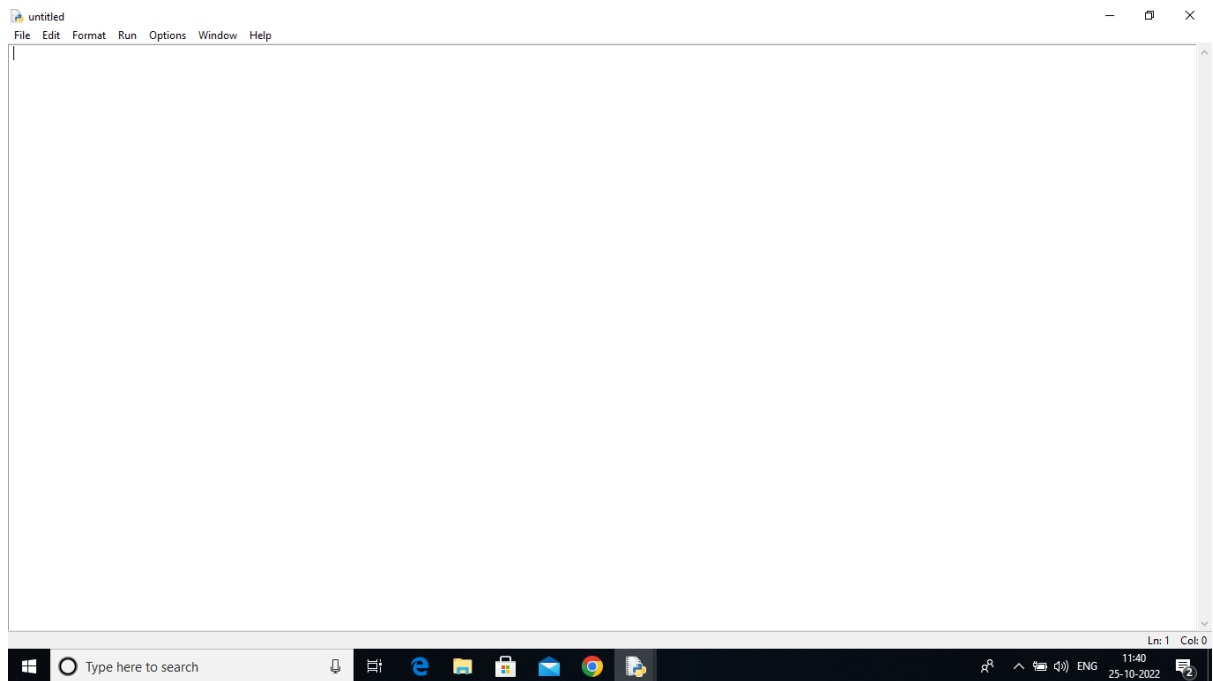 untitled
File Edit Format Run Options Window Help
Ln: 1 Col: 0
Type here to search
ENG
11:40
25-10-2022
2